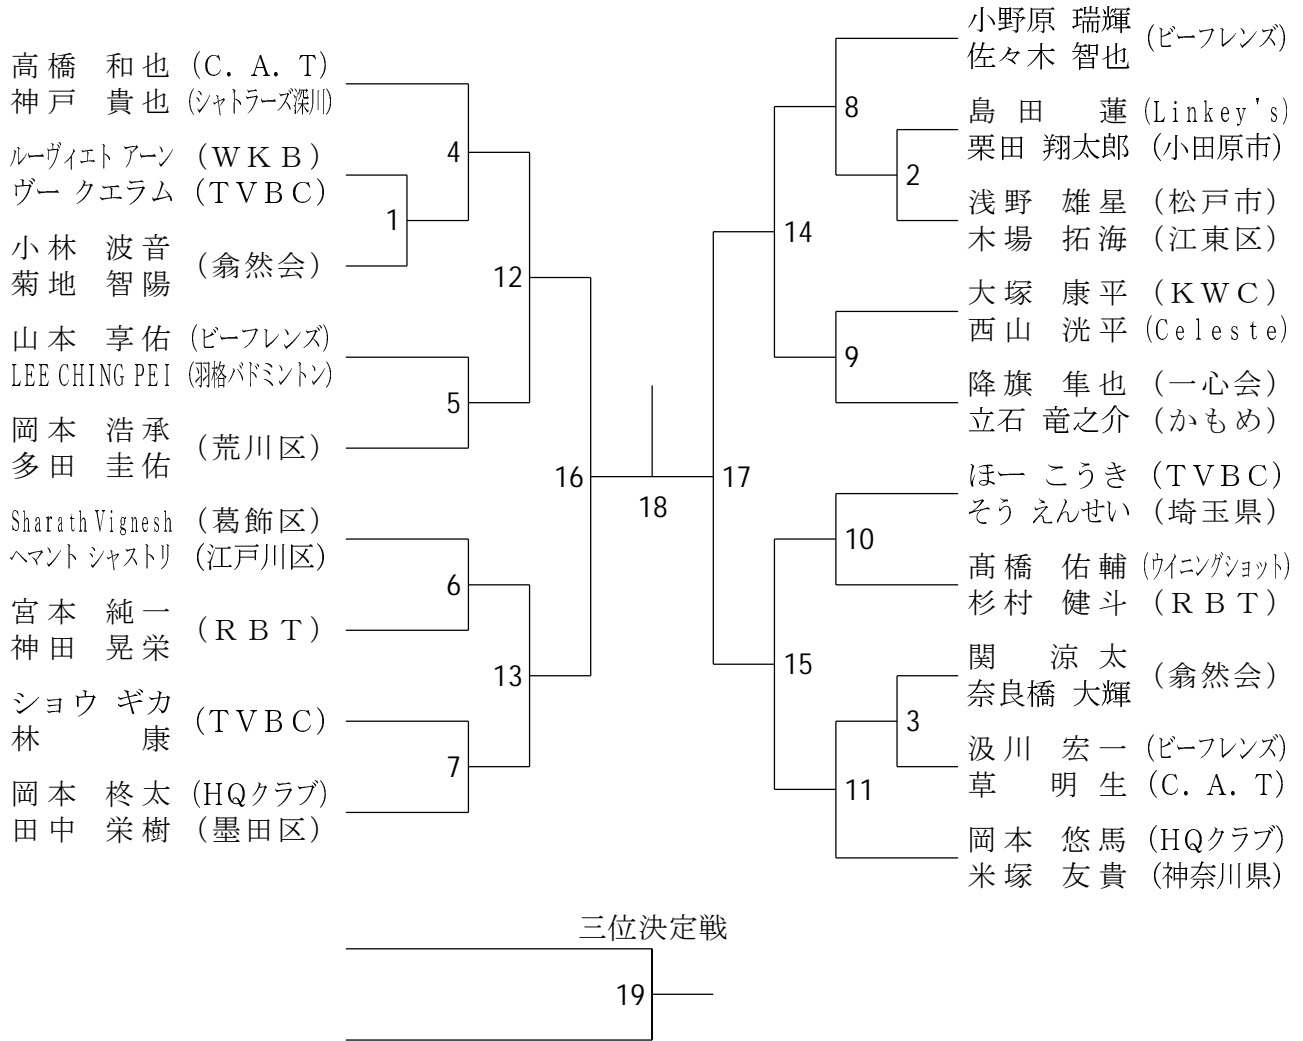 高橋 和也 (C. A. T)
神戸 貴也 (シャトラーズ深川)
ルーヴィエト アーン (WKB)
ヴー クエラム (TVBC)
小林 波音
菊地 智陽
(翕然会)
山本 享佑 (ビーフレンズ)
LEE CHING PEI (羽格バドミントン)
岡本 浩承
多田 圭佑
(荒川区)
Sharath Vignesh (葛飾区)
ヘマント シャストリ (江戸川区)
宮本 純一
神田 晃栄
(RBT)
ショウ ギカ
林 康
(TVBC)
岡本 柊太 (HQクラブ)
田中 栄樹 (墨田区)
4
1
12
5
16
6
13
7
18
17
8
2
14
9
10
15
3
11
小野原 瑞輝
佐々木 智也
(ビーフレンズ)
島田 蓮 (Linkey's)
栗田 翔太郎 (小田原市)
浅野 雄星 (松戸市)
木場 拓海 (江東区)
大塚 康平 (KWC)
西山 洸平 (Celeste)
降旗 隼也 (一心会)
立石 竜之介 (かもめ)
ほー こうき (TVBC)
そう えんせい (埼玉県)
髙橋 佑輔 (ウイニングショット)
杉村 健斗 (RBT)
関 涼太
奈良橋 大輝
(翕然会)
汲川 宏一 (ビーフレンズ)
草 明生 (C. A. T)
岡本 悠馬 (HQクラブ)
米塚 友貴 (神奈川県)
三位決定戦
19